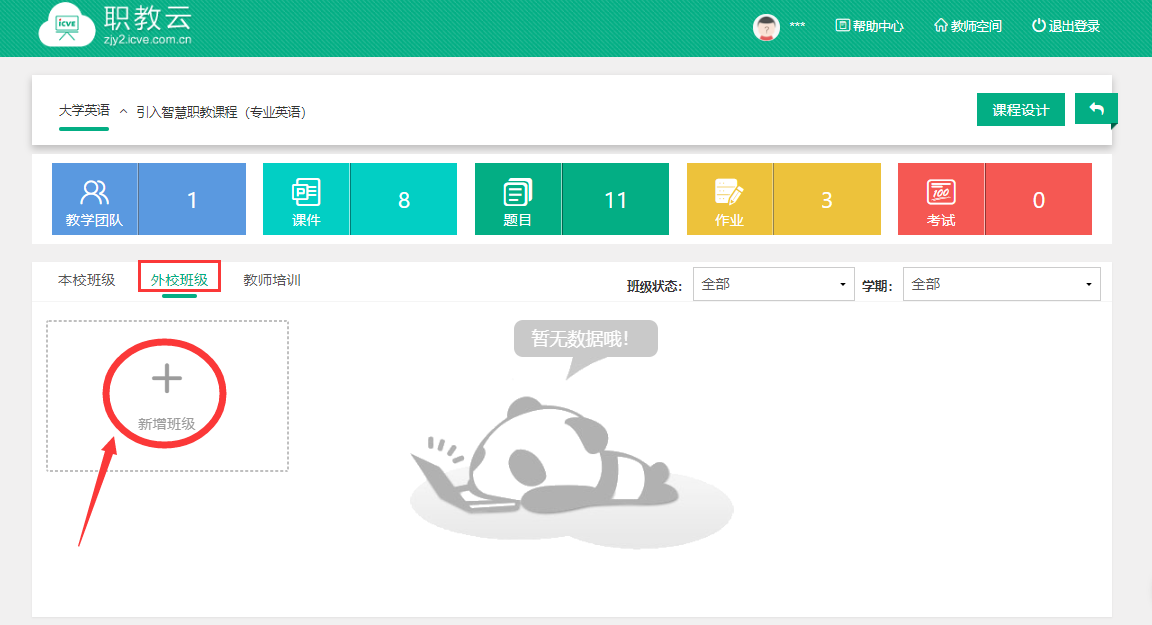 iCVE
职教云
zjy2.icve.com.cn
*** 帮助中心 教师空间 退出登录
大学英语 ^ 引入智慧职教课程（专业英语） 课程设计
教学团队 1 课件 8 题目 11 作业 3 100 考试 0
本校班级 外校班级 教师培训 班级状态： 全部 学期： 全部
暂无数据哦！
新增班级